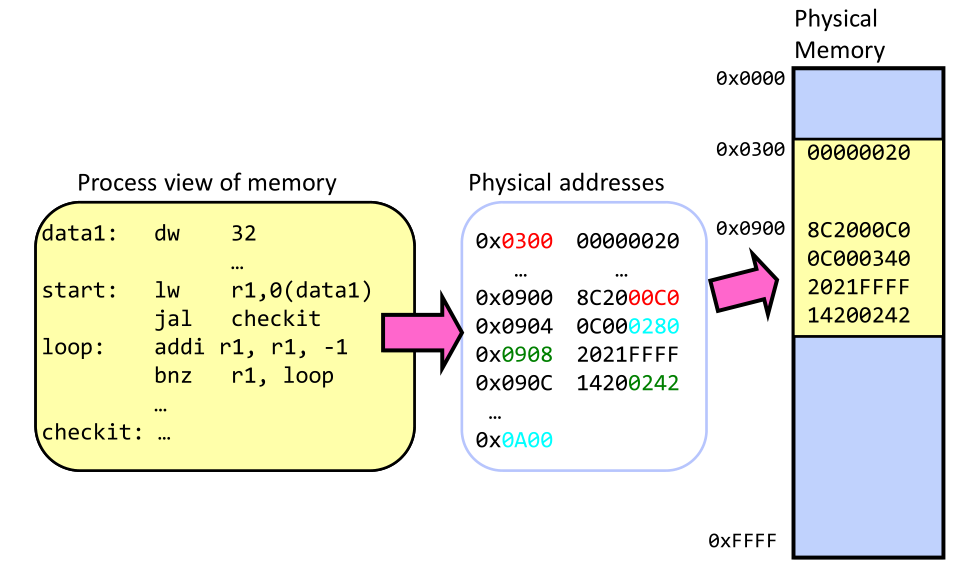 Physical
Memory
0x0000
0x0300 00000020
Process view of memory
Physical addresses
data1: dw 32
…
start: lw r1,0(data1)
jal checkit
loop: addi r1, r1, -1
bnz r1, loop
…
checkit: …
0x0300 00000020
… …
0x0900 8C2000C0
0x0904 0C000280
0x0908 2021FFFF
0x090C 14200242
…
0x0A00
0x0900 8C2000C0
0C000340
2021FFFF
14200242
0xFFFF